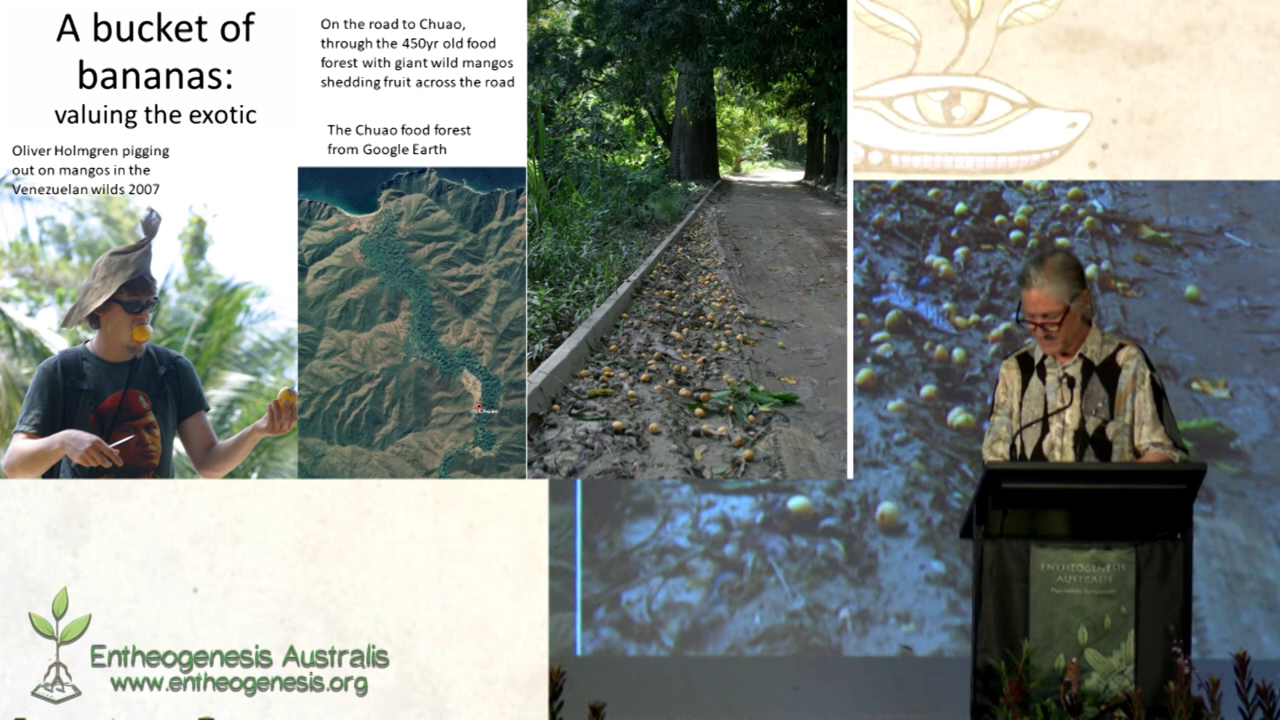 A bucket of
bananas:
valuing the exotic
Oliver Holmgren pigging
out on mangos in the
Venezuelan wilds 2007
On the road to Chuao,
through the 450yr old food
forest with giant wild mangos
shedding fruit across the road
The Chuao food forest
from Google Earth
ENTHEOGENESIS
AUSTRALIS
Entheogenesis Australis
www.entheogenesis.org